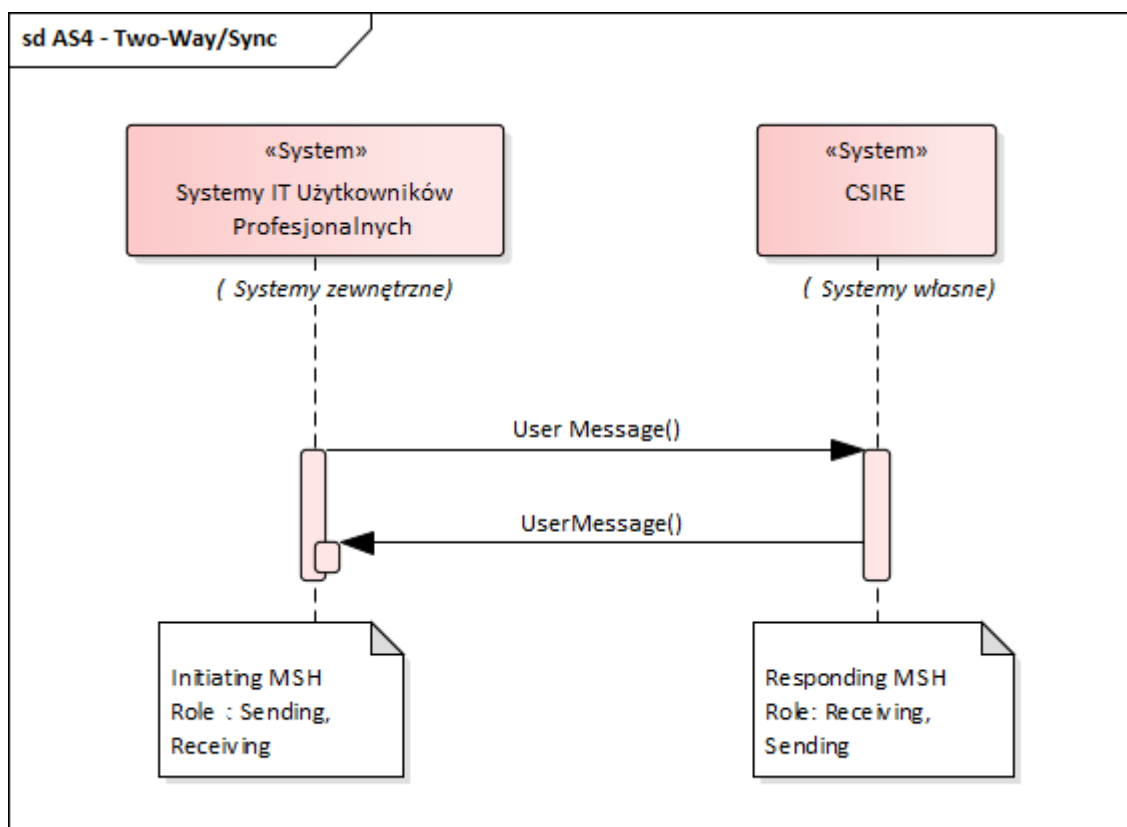 sd AS4 - Two-Way/Sync
«System»
Systemy IT Użytkowników
Profesjonalnych
( Systemy zewnętrzne)
«System»
CSIRE
( Systemy własne)
User Message()
UserMessage()
Initiating MSH
Role : Sending,
Receiving
Responding MSH
Role: Receiving,
Sending